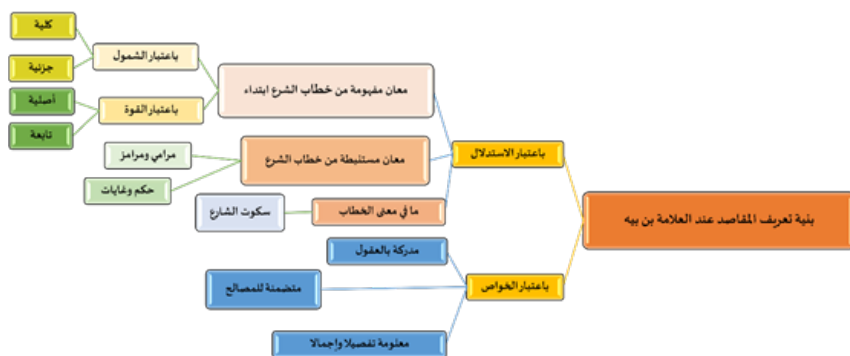 بنية تعريف المقاصد عند العلامة بن بيه
باعتبار الاستدلال
معان مفهومة من خطاب الشرع ابتداء
باعتبار الشمول
كلية
جزئية
باعتبار القوة
أصلية
تابعة
معان مستنبطة من خطاب الشرع
مرامي ومرامز
حكم وغايات
ما في معنى الخطاب
سكوت الشارع
باعتبار الخواص
مدركة بالعقول
متضمنة للمصالح
معلومة تفصيلا وإجمالا